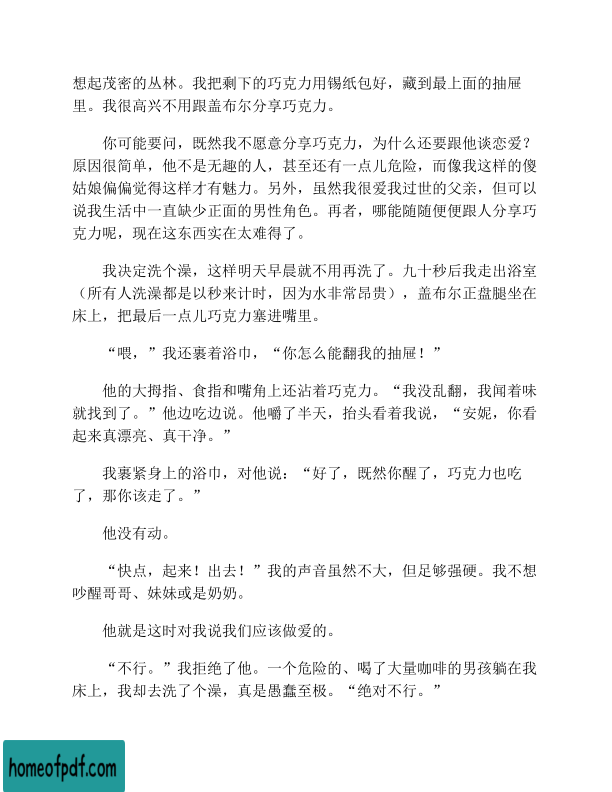 想起茂密的丛林。我把剩下的巧克力用锡纸包好，藏到最上面的抽屉
里。我很高兴不用跟盖布尔分享巧克力。
你可能要问，既然我不愿意分享巧克力，为什么还要跟他谈恋爱？
原因很简单，他不是无趣的人，甚至还有一点儿危险，而像我这样的傻
姑娘偏偏觉得这样才有魅力。另外，虽然我很爱我过世的父亲，但可以
说我生活中一直缺少正面的男性角色。再者，哪能随随便便跟人分享巧
克力呢，现在这东西实在太难得了。
我决定洗个澡，这样明天早晨就不用再洗了。九十秒后我走出浴室
（所有人洗澡都是以秒来计时，因为水非常昂贵），盖布尔正盘腿坐在
床上，把最后一点儿巧克力塞进嘴里。
“喂，”我还裹着浴巾，“你怎么能翻我的抽屉！”
他的大拇指、食指和嘴角上还沾着巧克力。“我没乱翻，我闻着味
就找到了。”他边吃边说。他嚼了半天，抬头看着我说，“安妮，你看
起来真漂亮、真干净。”
我裹紧身上的浴巾，对他说：“好了，既然你醒了，巧克力也吃
了，那你该走了。”
他没有动。
“快点，起来！出去！”我的声音虽然不大，但足够强硬。我不想
吵醒哥哥、妹妹或是奶奶。
他就是这时对我说我们应该做爱的。
“不行。”我拒绝了他。一个危险的、喝了大量咖啡的男孩躺在我
床上，我却去洗了个澡，真是愚蠢至极。“绝对不行。”
homeofpdf.com